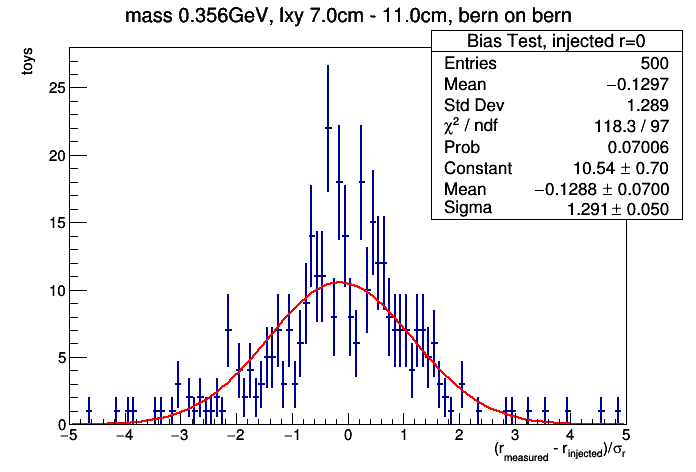 mass 0.356GeV, lxy 7.0cm - 11.0cm, bern on bern
toys
Bias Test, injected r=0
Entries 500
Mean −0.1297
Std Dev 1.289
χ² / ndf 118.3 / 97
Prob 0.07006
Constant 10.54 ± 0.70
Mean −0.1288 ± 0.0700
Sigma 1.291 ± 0.050
25
20
15
10
5
0
−5 −4 −3 −2 −1 0 1 2 3 4 5
(r_measured - r_injected)/σ_r